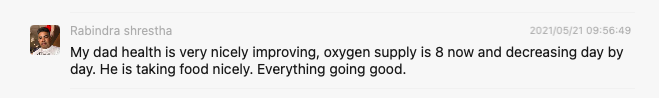 Rabindra shrestha
2021/05/21 09:56:49
My dad health is very nicely improving, oxygen supply is 8 now and decreasing day by
day. He is taking food nicely. Everything going good.